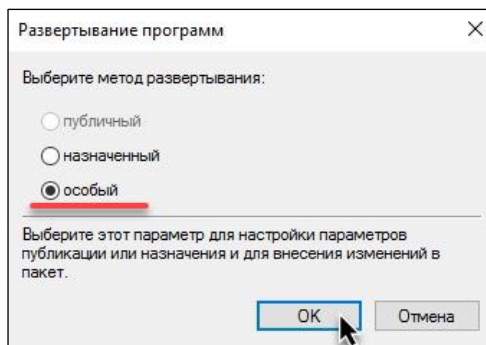 Развертывание программ
Выберите метод развертывания:
публичный
назначенный
особый
Выберите этот параметр для настройки параметров
публикации или назначения и для внесения изменений в
пакет.
OK
Отмена